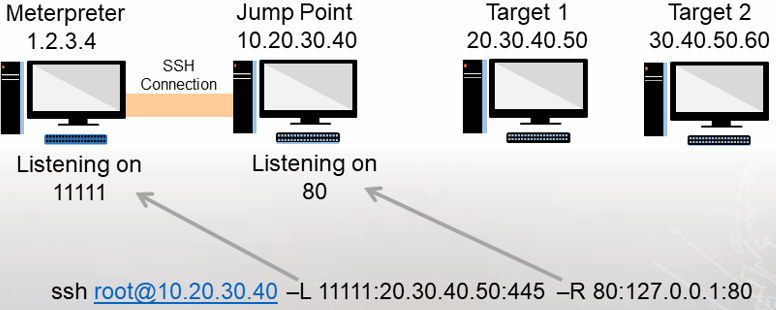 Meterpreter
1.2.3.4
Jump Point
10.20.30.40
Target 1
20.30.40.50
Target 2
30.40.50.60
SSH
Connection
Listening on
11111
Listening on
80
ssh root@10.20.30.40 –L 11111:20.30.40.50:445 –R 80:127.0.0.1:80